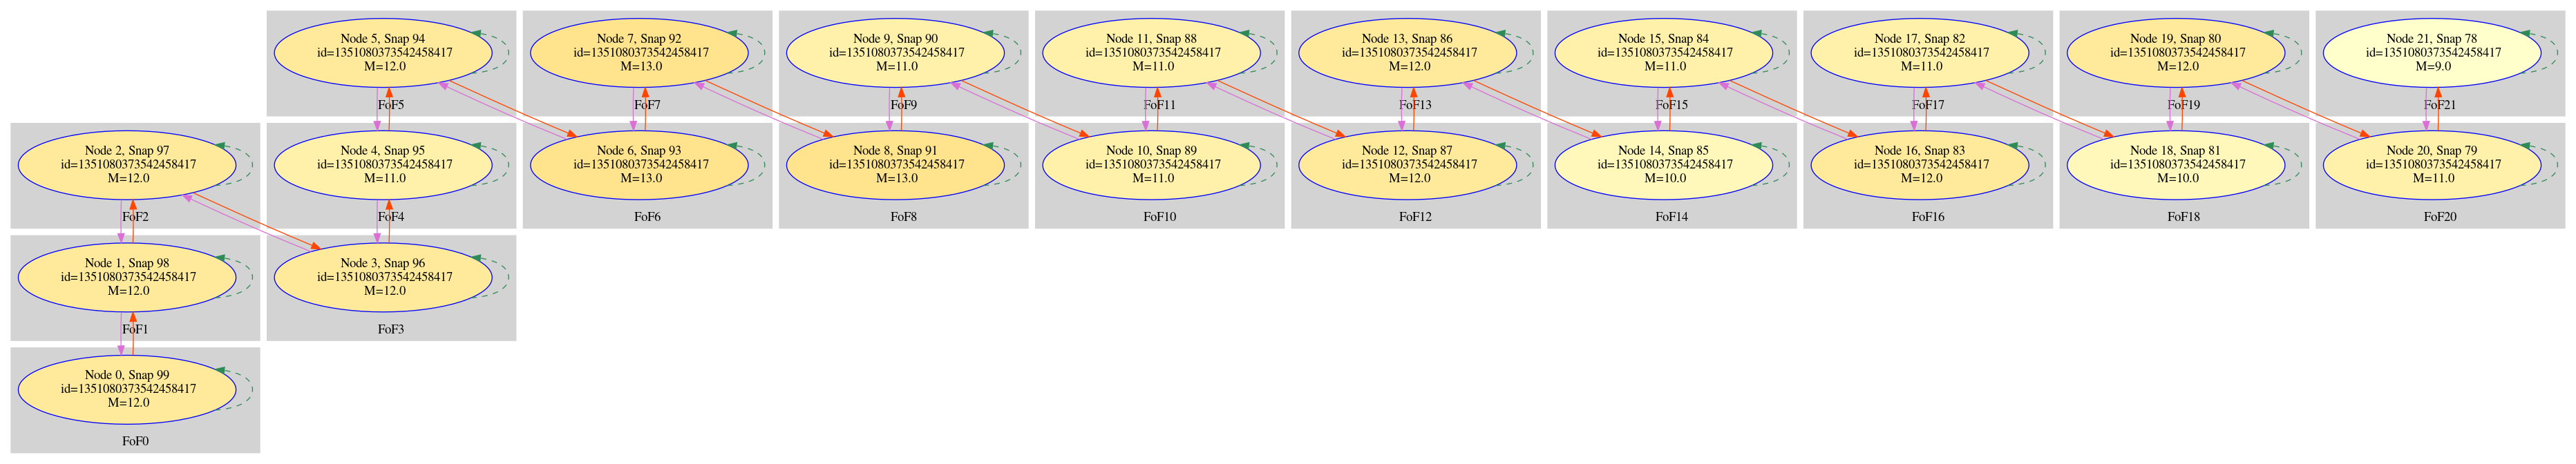 Node 5, Snap 94
id=1351080373542458417
M=12.0
FoF5
Node 7, Snap 92
id=1351080373542458417
M=13.0
FoF7
Node 9, Snap 90
id=1351080373542458417
M=11.0
FoF9
Node 11, Snap 88
id=1351080373542458417
M=11.0
FoF11
Node 13, Snap 86
id=1351080373542458417
M=12.0
FoF13
Node 15, Snap 84
id=1351080373542458417
M=11.0
FoF15
Node 17, Snap 82
id=1351080373542458417
M=11.0
FoF17
Node 19, Snap 80
id=1351080373542458417
M=12.0
FoF19
Node 21, Snap 78
id=1351080373542458417
M=9.0
FoF21
Node 2, Snap 97
id=1351080373542458417
M=12.0
FoF2
Node 4, Snap 95
id=1351080373542458417
M=11.0
FoF4
Node 6, Snap 93
id=1351080373542458417
M=13.0
FoF6
Node 8, Snap 91
id=1351080373542458417
M=13.0
FoF8
Node 10, Snap 89
id=1351080373542458417
M=11.0
FoF10
Node 12, Snap 87
id=1351080373542458417
M=12.0
FoF12
Node 14, Snap 85
id=1351080373542458417
M=10.0
FoF14
Node 16, Snap 83
id=1351080373542458417
M=12.0
FoF16
Node 18, Snap 81
id=1351080373542458417
M=10.0
FoF18
Node 20, Snap 79
id=1351080373542458417
M=11.0
FoF20
Node 1, Snap 98
id=1351080373542458417
M=12.0
FoF1
Node 3, Snap 96
id=1351080373542458417
M=12.0
FoF3
Node 0, Snap 99
id=1351080373542458417
M=12.0
FoF0